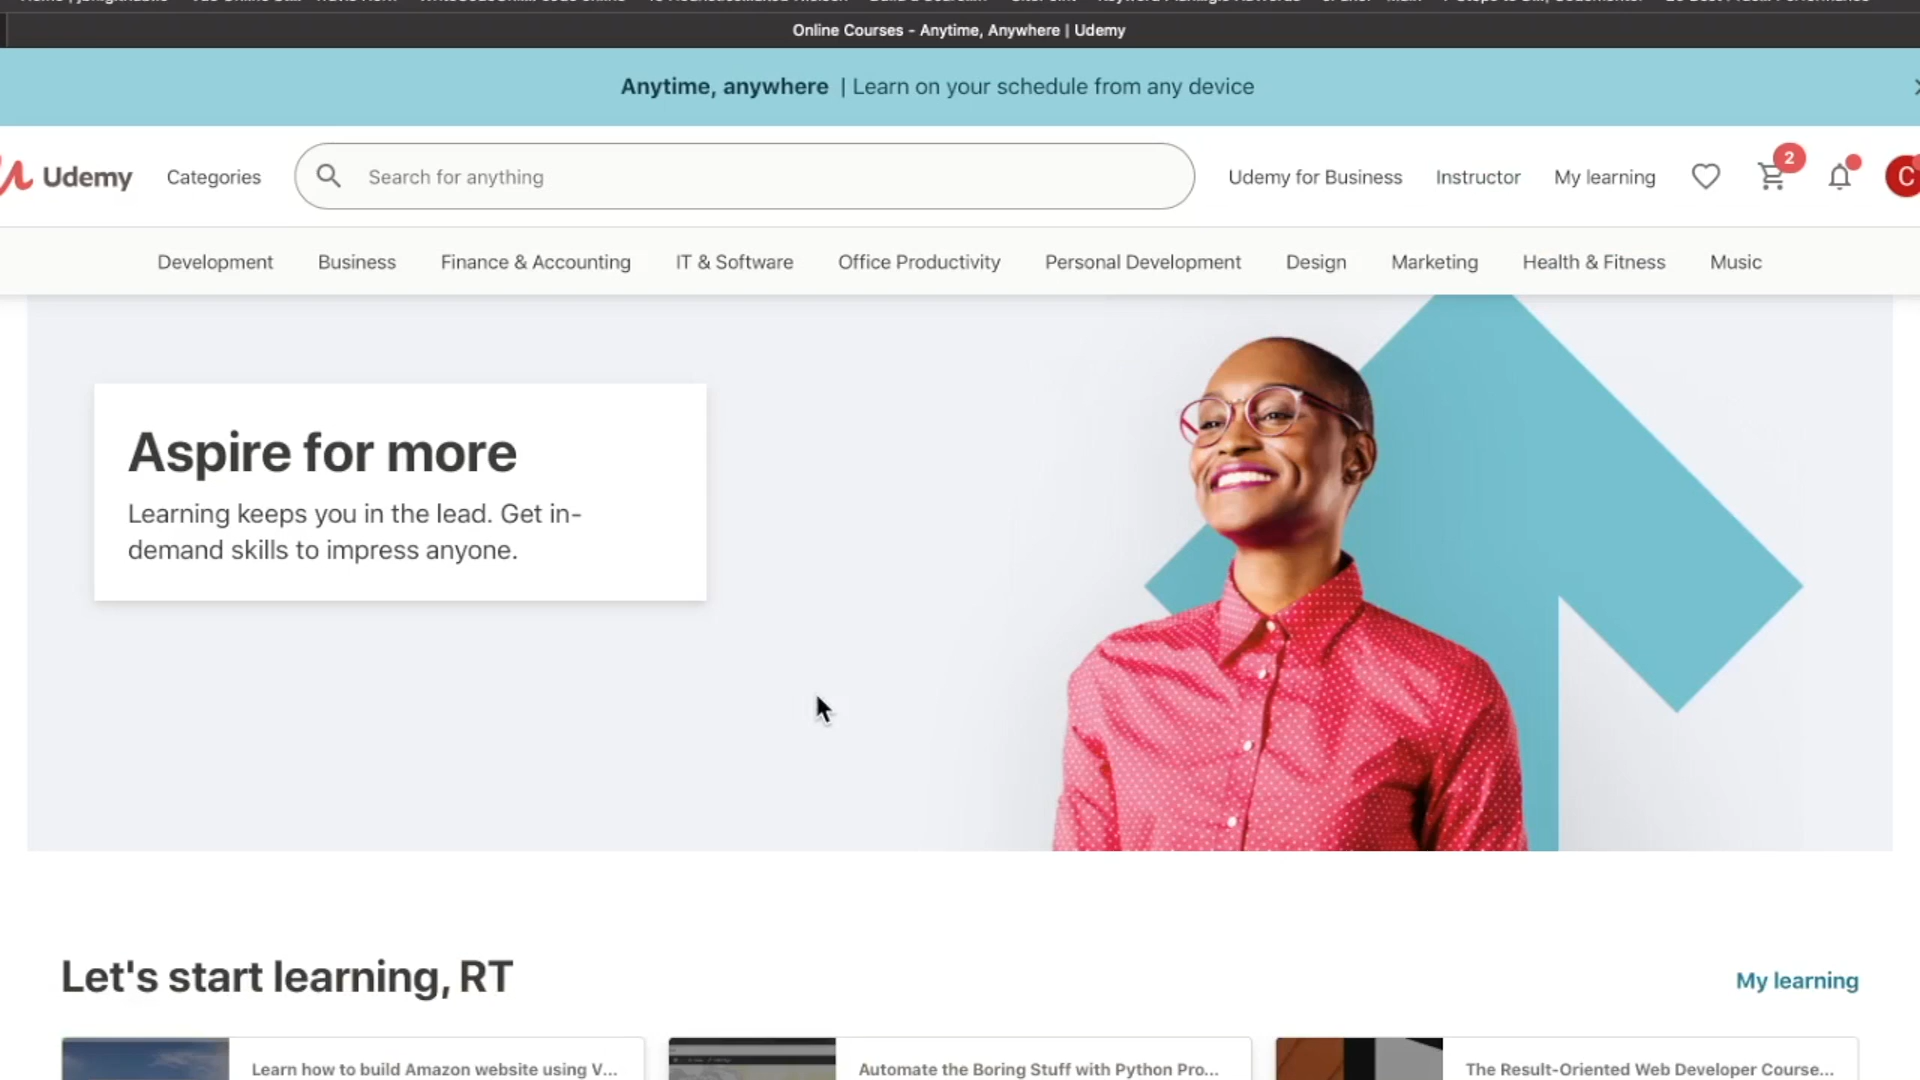 Online Courses - Anytime, Anywhere | Udemy
Anytime, anywhere | Learn on your schedule from any device
Udemy
Categories
Search for anything
Udemy for Business
Instructor
My learning
2
C
Development
Business
Finance & Accounting
IT & Software
Office Productivity
Personal Development
Design
Marketing
Health & Fitness
Music
Aspire for more
Learning keeps you in the lead. Get in-
demand skills to impress anyone.
Let's start learning, RT
My learning
Learn how to build Amazon website using V...
Automate the Boring Stuff with Python Pro...
The Result-Oriented Web Developer Course...